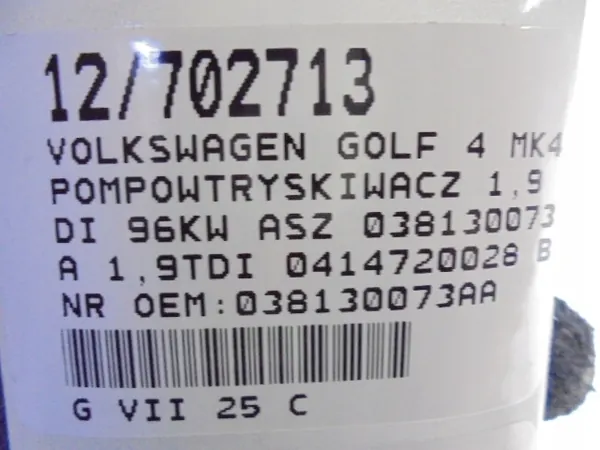 12/702713
VOLKSWAGEN GOLF 4 MK4
POMPOWTRYSKIWACZ 1,9
DI 96KW ASZ 038130073
A 1,9TDI 0414720028 B
NR OEM:038130073AA
G VII 25 C